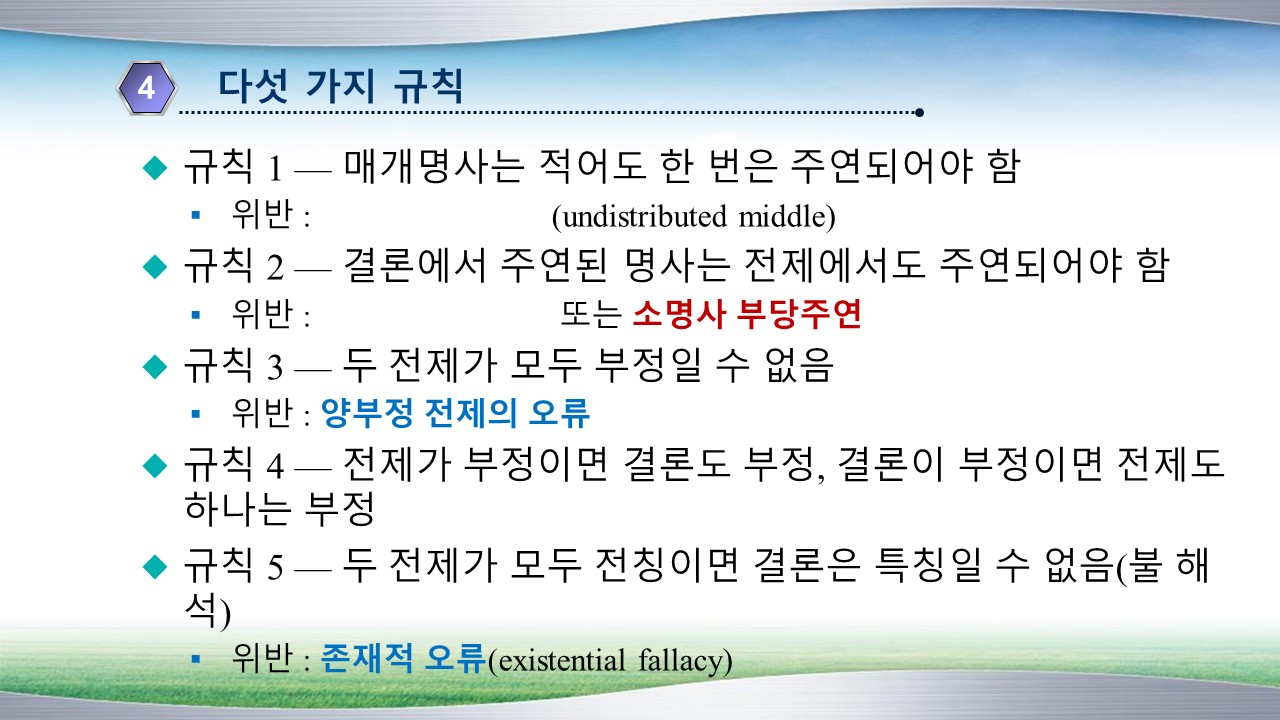 4 다섯 가지 규칙
규칙 1 — 매개명사는 적어도 한 번은 주연되어야 함
위반 : (undistributed middle)
규칙 2 — 결론에서 주연된 명사는 전제에서도 주연되어야 함
위반 : 또는 소명사 부당주연
규칙 3 — 두 전제가 모두 부정일 수 없음
위반 : 양부정 전제의 오류
규칙 4 — 전제가 부정이면 결론도 부정, 결론이 부정이면 전제도
하나는 부정
규칙 5 — 두 전제가 모두 전칭이면 결론은 특칭일 수 없음(불 해
석)
위반 : 존재적 오류(existential fallacy)